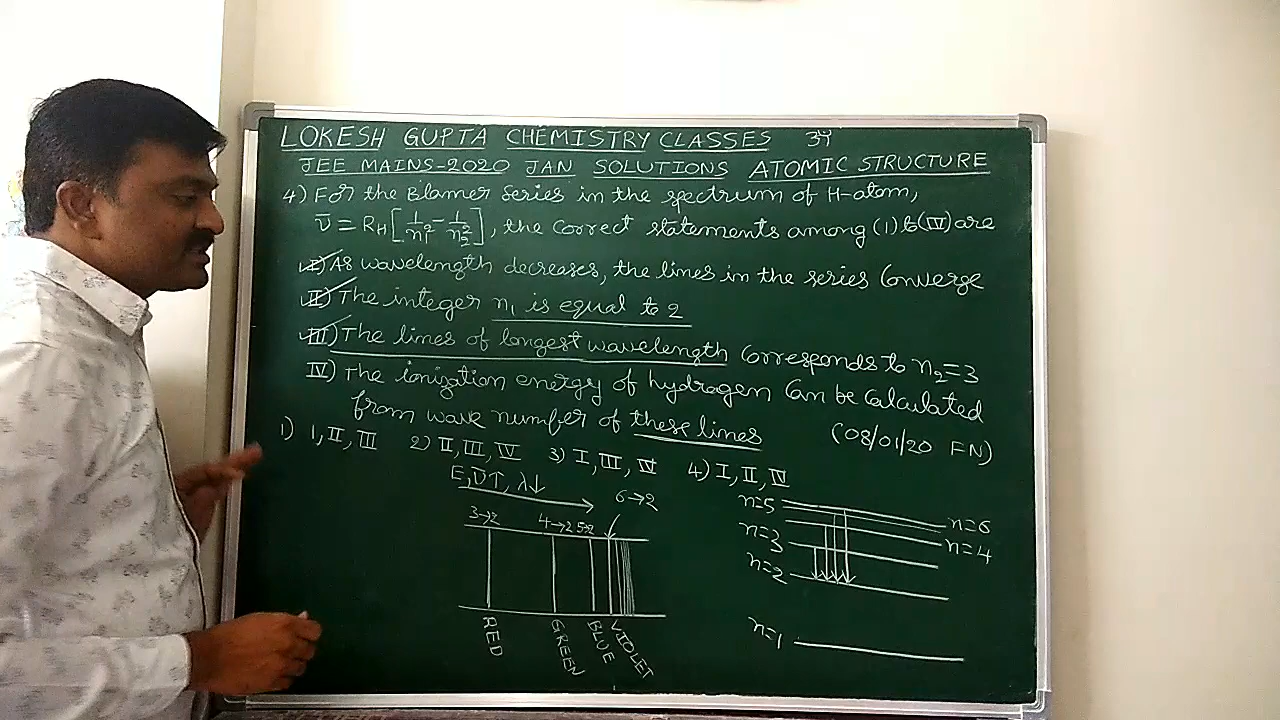 LOKESH GUPTA CHEMISTRY CLASSES
JEE MAINS-2020 JAN SOLUTIONS ATOMIC STRUCTURE
4) For the Blamer Series in the spectrum of H-atom,
ν̅ = R_H [1/n₁² - 1/n₂²], the correct statements among (1) to (IV) are
I) As wavelength decreases, the lines in the series Converge
II) The integer n₁ is equal to 2
III) The lines of longest wavelength Corresponds to n₂=3
IV) The ionization energy of hydragen Can be Calculated
from wave number of these lines (08/01/20 FN)
1) 1, II, III 2) II, III, IV 3) I, III, IV 4) I, II, IV
E, ν̅↑, λ↓
6→2
3→2 4→2 5→2
RED GREEN BLUE VIOLET
n=5 n=6
n=3 n=4
n=2
n=1